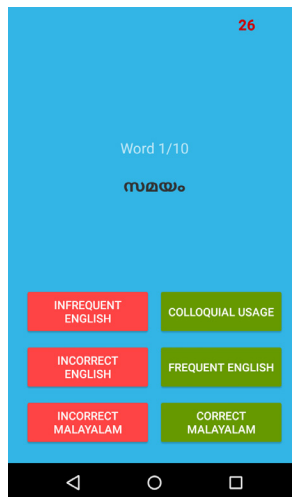 26
Word 1/10
സമയം
INFREQUENT
ENGLISH
COLLOQUIAL USAGE
INCORRECT
ENGLISH
FREQUENT ENGLISH
INCORRECT
MALAYALAM
CORRECT
MALAYALAM